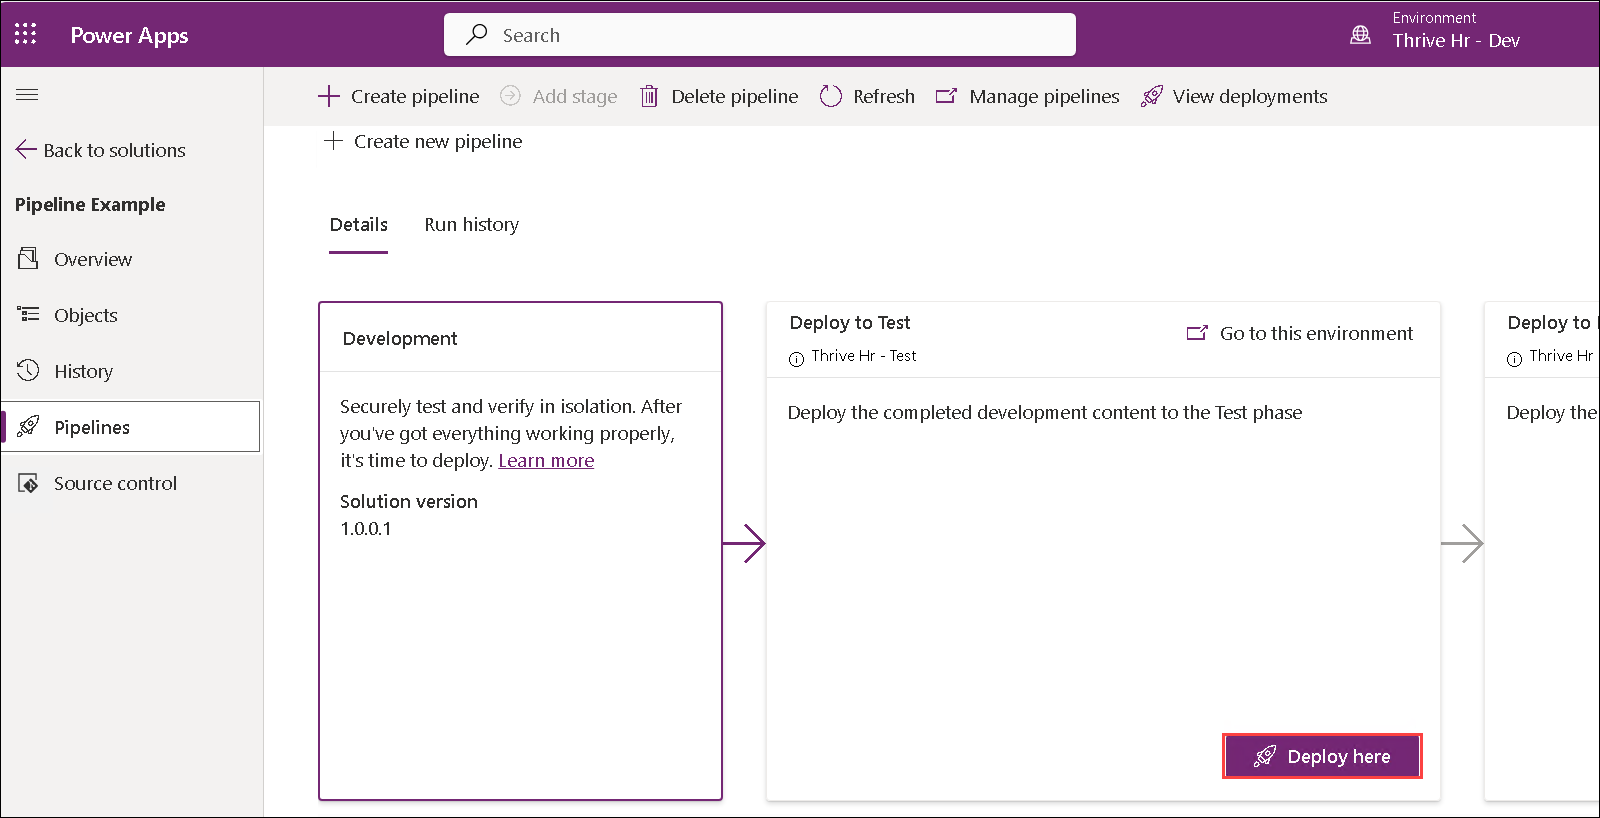 Power Apps
Search
Environment
Thrive Hr - Dev
Create pipeline
Add stage
Delete pipeline
Refresh
Manage pipelines
View deployments
Back to solutions
Pipeline Example
Overview
Objects
History
Pipelines
Source control
Create new pipeline
Details
Run history
Development
Securely test and verify in isolation. After
you've got everything working properly,
it's time to deploy. Learn more
Solution version
1.0.0.1
Deploy to Test
Thrive Hr - Test
Go to this environment
Deploy the completed development content to the Test phase
Deploy here
Deploy to
Thrive Hr
Deploy the